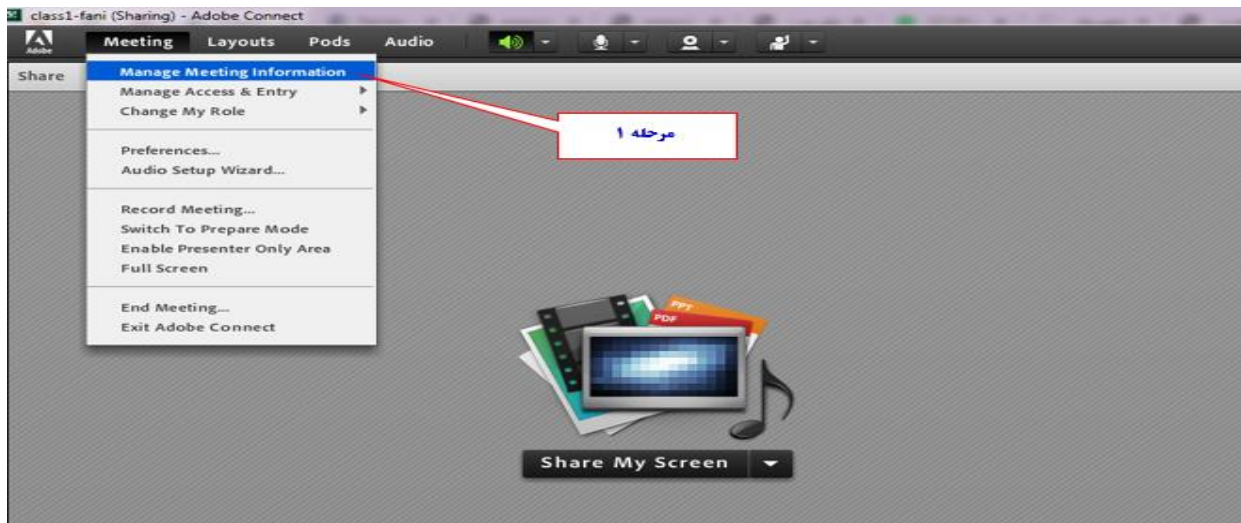 class1-fani (Sharing) - Adobe Connect
Adobe Meeting Layouts Pods Audio
Share
Manage Meeting Information
Manage Access & Entry
Change My Role
Preferences...
Audio Setup Wizard...
Record Meeting...
Switch To Prepare Mode
Enable Presenter Only Area
Full Screen
End Meeting...
Exit Adobe Connect
مرحله ۱
PPT
PDF
Share My Screen